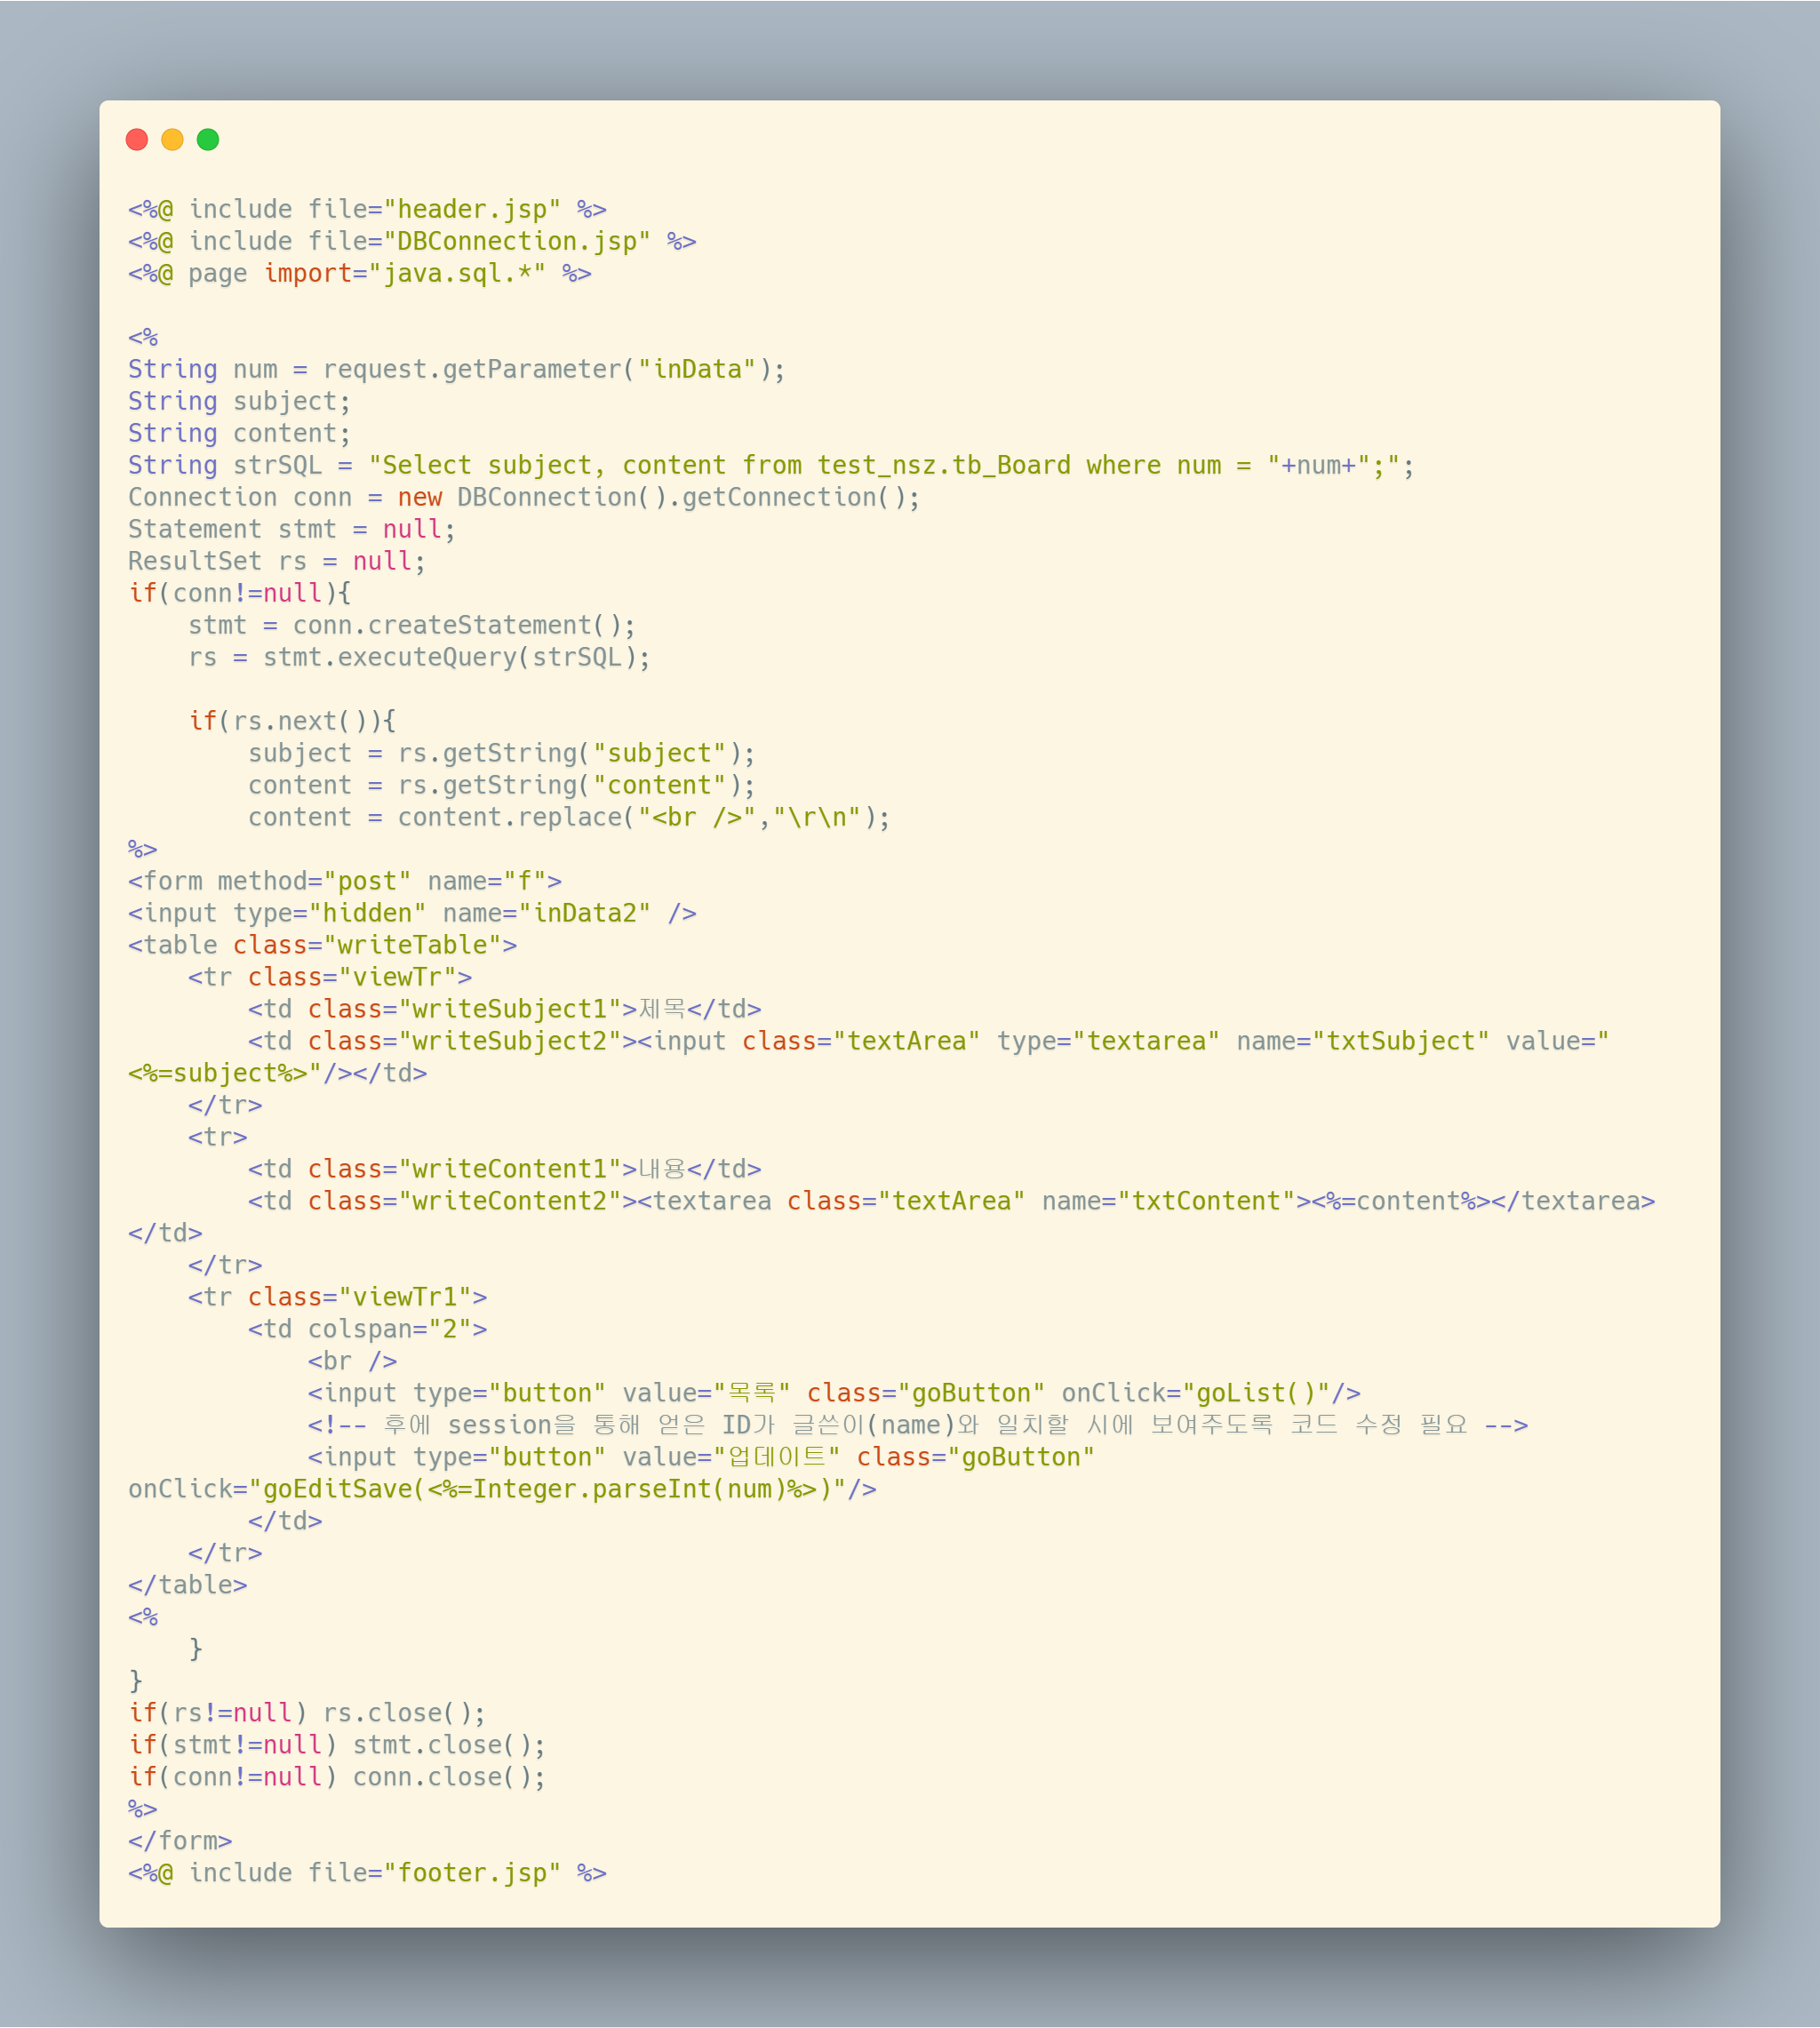 <%@ include file="header.jsp" %>
<%@ include file="DBConnection.jsp" %>
<%@ page import="java.sql.*" %>

<%
String num = request.getParameter("inData");
String subject;
String content;
String strSQL = "Select subject, content from test_nsz.tb_Board where num = "+num+";";
Connection conn = new DBConnection().getConnection();
Statement stmt = null;
ResultSet rs = null;
if(conn!=null){
    stmt = conn.createStatement();
    rs = stmt.executeQuery(strSQL);

    if(rs.next()){
        subject = rs.getString("subject");
        content = rs.getString("content");
        content = content.replace("<br />","\r\n");
%>
<form method="post" name="f">
<input type="hidden" name="inData2" />
<table class="writeTable">
    <tr class="viewTr">
        <td class="writeSubject1">제목</td>
        <td class="writeSubject2"><input class="textArea" type="textarea" name="txtSubject" value="
<%=subject%>"/></td>
    </tr>
    <tr>
        <td class="writeContent1">내용</td>
        <td class="writeContent2"><textarea class="textArea" name="txtContent"><%=content%></textarea>
</td>
    </tr>
    <tr class="viewTr1">
        <td colspan="2">
            <br />
            <input type="button" value="목록" class="goButton" onClick="goList()"/>
            <!-- 후에 session을 통해 얻은 ID가 글쓴이(name)와 일치할 시에 보여주도록 코드 수정 필요 -->
            <input type="button" value="업데이트" class="goButton"
onClick="goEditSave(<%=Integer.parseInt(num)%>)"/>
        </td>
    </tr>
</table>
<%
    }
}
if(rs!=null) rs.close();
if(stmt!=null) stmt.close();
if(conn!=null) conn.close();
%>
</form>
<%@ include file="footer.jsp" %>